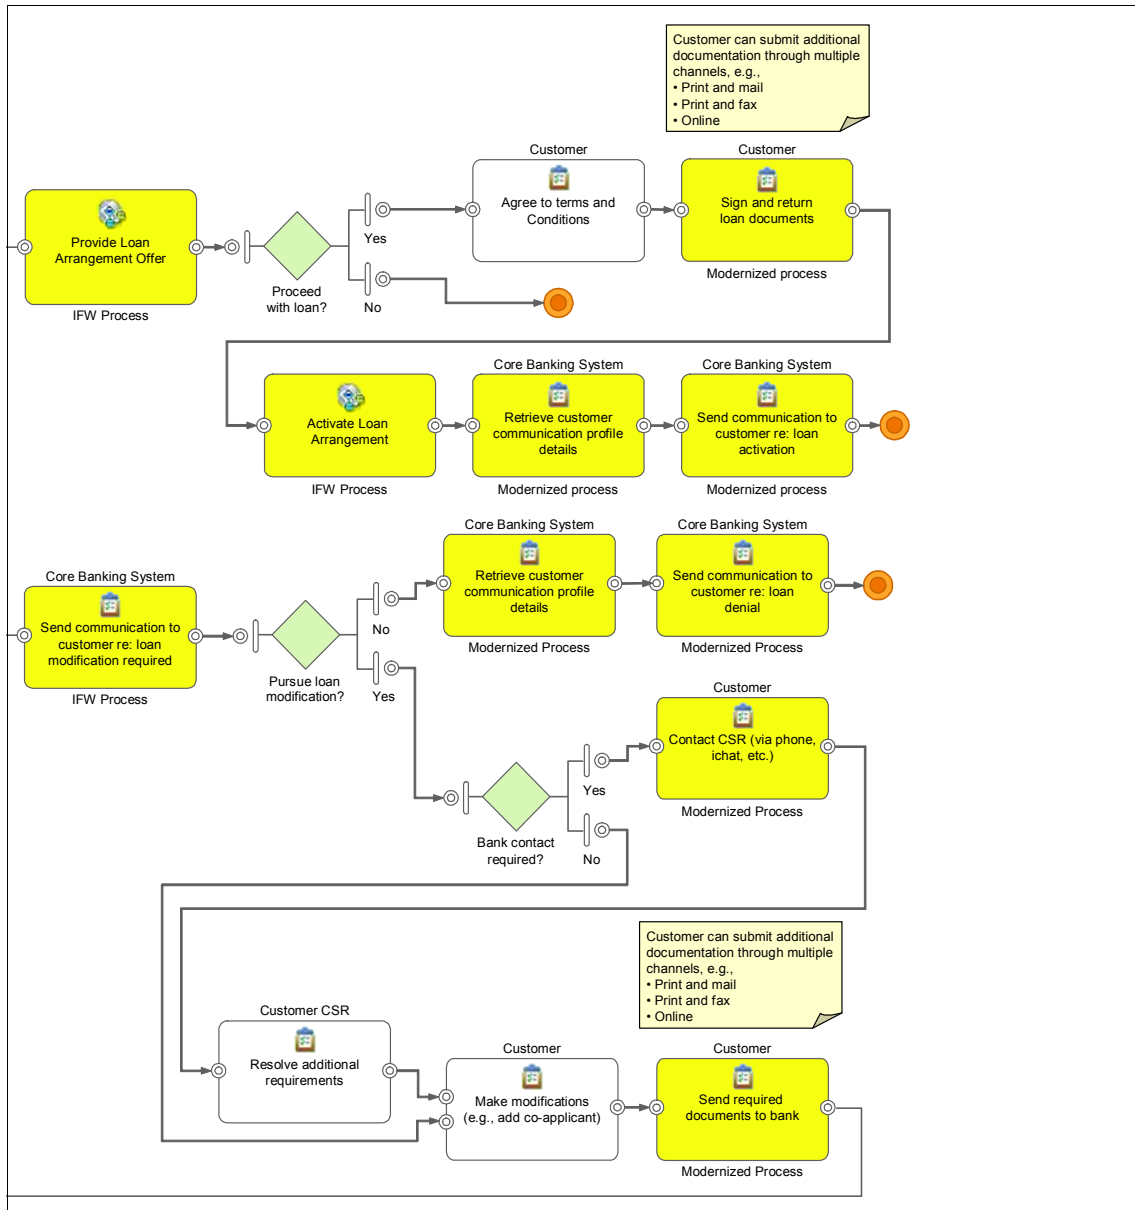 Customer can submit additional
documentation through multiple
channels, e.g.,
• Print and mail
• Print and fax
• Online
Customer
Agree to terms and
Conditions
Customer
Sign and return
loan documents
Modernized process
Provide Loan
Arrangement Offer
IFW Process
Proceed
with loan?
Yes
No
Activate Loan
Arrangement
IFW Process
Core Banking System
Retrieve customer
communication profile
details
Modernized process
Core Banking System
Send communication to
customer re: loan
activation
Modernized process
Core Banking System
Send communication to
customer re: loan
modification required
IFW Process
Pursue loan
modification?
No
Yes
Core Banking System
Retrieve customer
communication profile
details
Modernized Process
Core Banking System
Send communication to
customer re: loan
denial
Modernized Process
Bank contact
required?
Yes
No
Customer
Contact CSR (via phone,
ichat, etc.)
Modernized Process
Customer can submit additional
documentation through multiple
channels, e.g.,
• Print and mail
• Print and fax
• Online
Customer CSR
Resolve additional
requirements
Customer
Make modifications
(e.g., add co-applicant)
Customer
Send required
documents to bank
Modernized Process